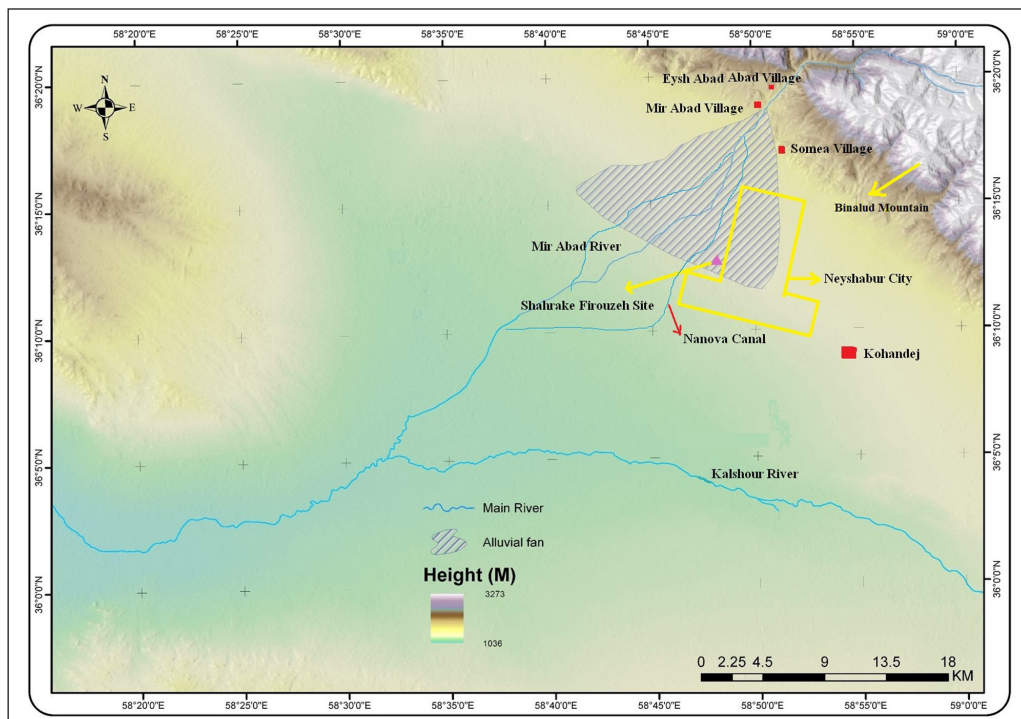 58°20'0"E 58°25'0"E 58°30'0"E 58°40'0"E 58°45'0"E 58°50'0"E 58°55'0"E 59°0'0"E
36°20'0"N
36°20'0"N
N
W E
S
Eysh Abad Abad Village
Mir Abad Village
Somea Village
Binalud Mountain
36°15'0"N
36°15'0"N
Mir Abad River
Neyshabur City
Shahrake Firouzeh Site
Nanova Canal
36°10'0"N
36°10'0"N
Kohandej
36°5'0"N
36°5'0"N
Kalshour River
Main River
Alluvial fan
Height (M)
3273
1036
36°0'0"N
36°0'0"N
0 2.25 4.5 9 13.5 18
KM
58°20'0"E 58°25'0"E 58°30'0"E 58°40'0"E 58°45'0"E 58°50'0"E 58°55'0"E 59°0'0"E